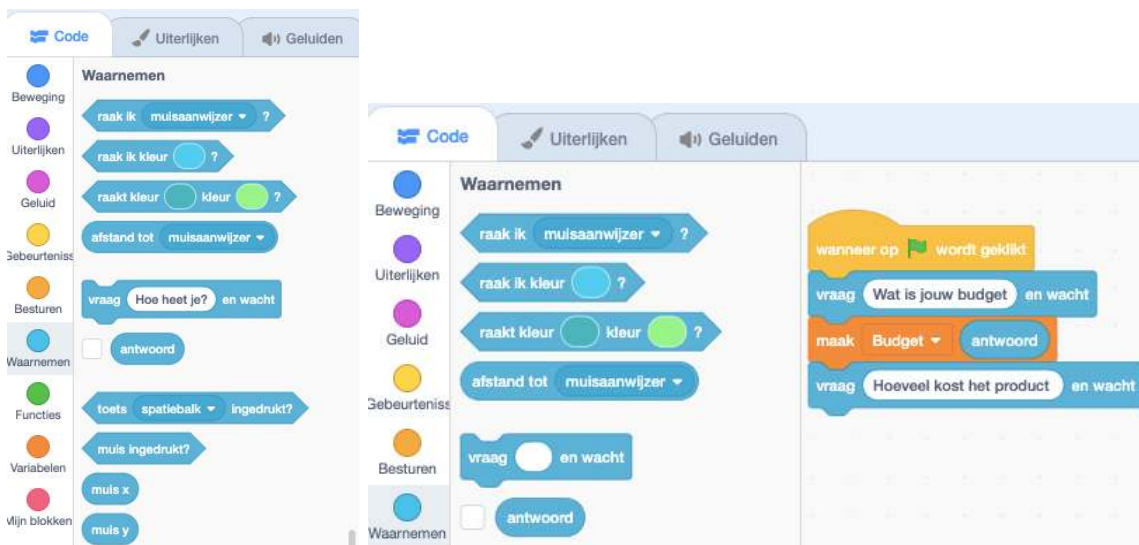 Code
Uiterlijken
Geluiden
Beweging
Uiterlijken
Geluid
Gebeurteniss
Besturen
Waarnemen
Functies
Variabelen
Mijn blokken
Waarnemen
raak ik muisaanwijzer ?
raak ik kleur ?
raakt kleur kleur ?
afstand tot muisaanwijzer
vraag Hoe heet je? en wacht
antwoord
toets spatiebalk ingedrukt?
muis ingedrukt?
muis x
muis y
Code
Uiterlijken
Geluiden
Beweging
Uiterlijken
Geluid
Gebeurteniss
Besturen
Waarnemen
Waarnemen
raak ik muisaanwijzer ?
raak ik kleur ?
raakt kleur kleur ?
afstand tot muisaanwijzer
vraag en wacht
antwoord
wanneer op wordt geklikt
vraag Wat is jouw budget en wacht
maak Budget antwoord
vraag Hoeveel kost het product en wacht